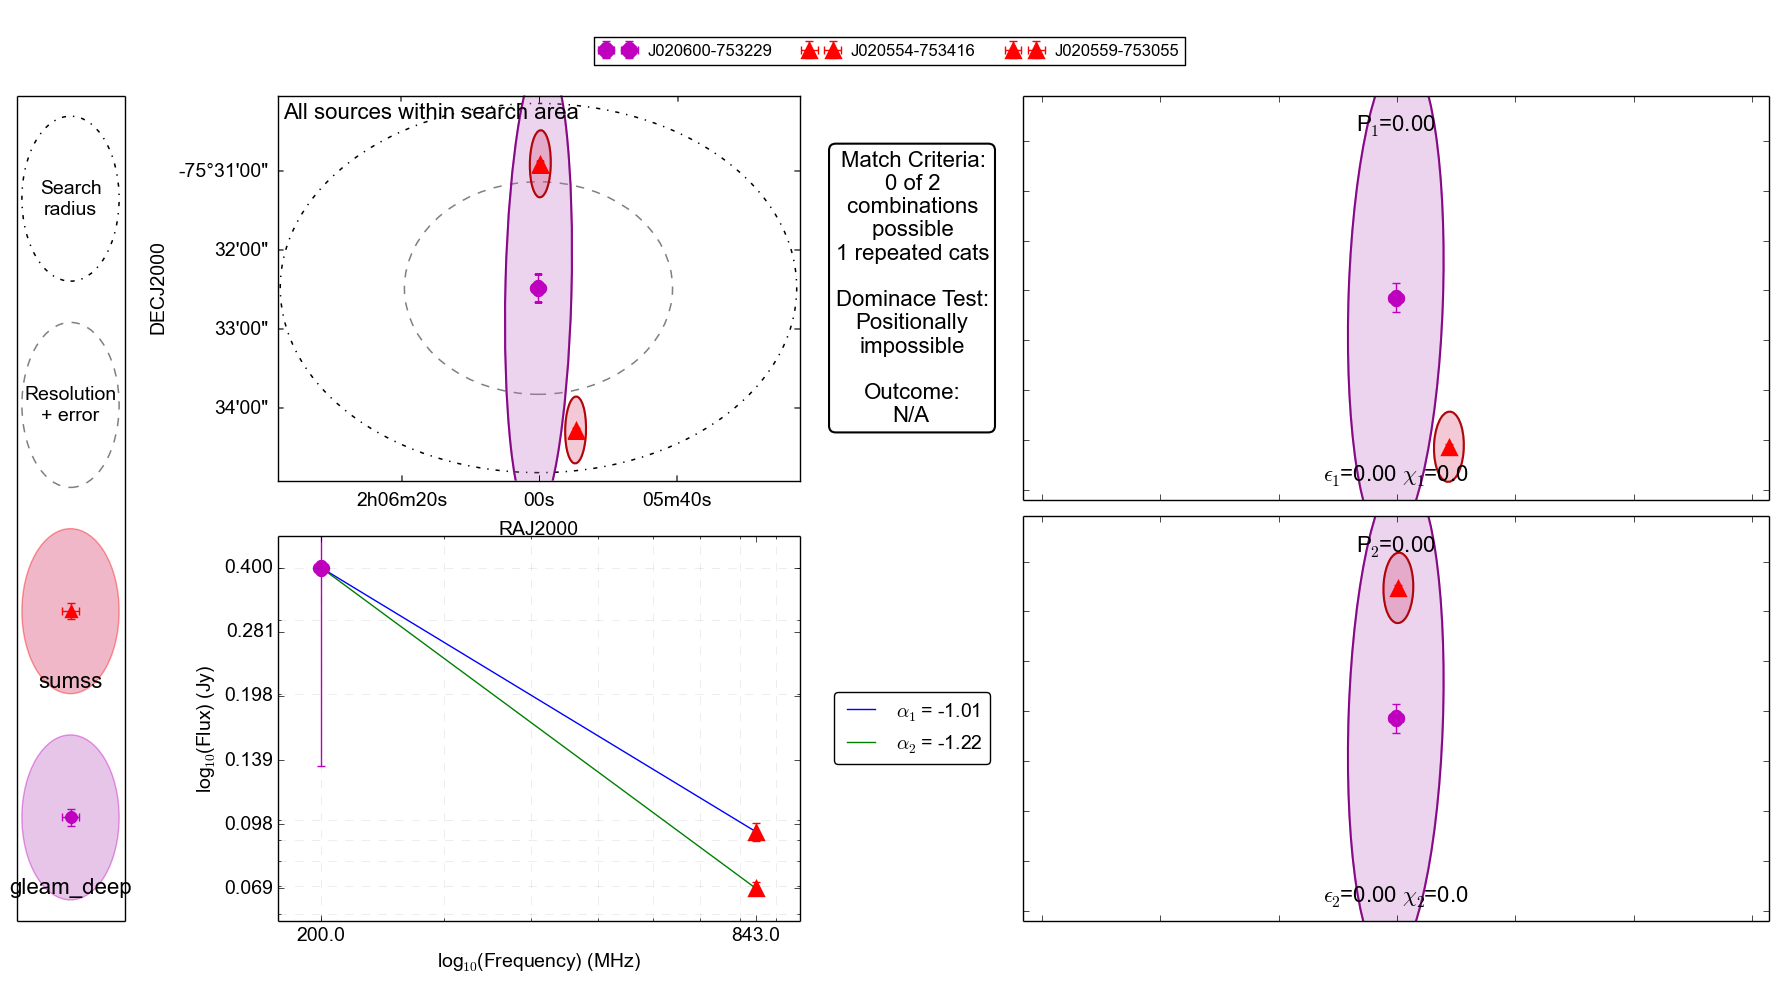 J020600-753229 J020554-753416 J020559-753055
Search
radius
Resolution
+ error
sumss
gleam_deep
All sources within search area
DECJ2000
-75°31'00"
32'00"
33'00"
34'00"
2h06m20s 00s 05m40s
RAJ2000
Match Criteria:
0 of 2
combinations
possible
1 repeated cats
Dominace Test:
Positionally
impossible
Outcome:
N/A
P₁=0.00
ϵ₁=0.00 χ₁=0.0
log₁₀(Flux) (Jy)
0.400
0.281
0.198
0.139
0.098
0.069
200.0 843.0
log₁₀(Frequency) (MHz)
α₁ = -1.01
α₂ = -1.22
P₂=0.00
ϵ₂=0.00 χ₂=0.0